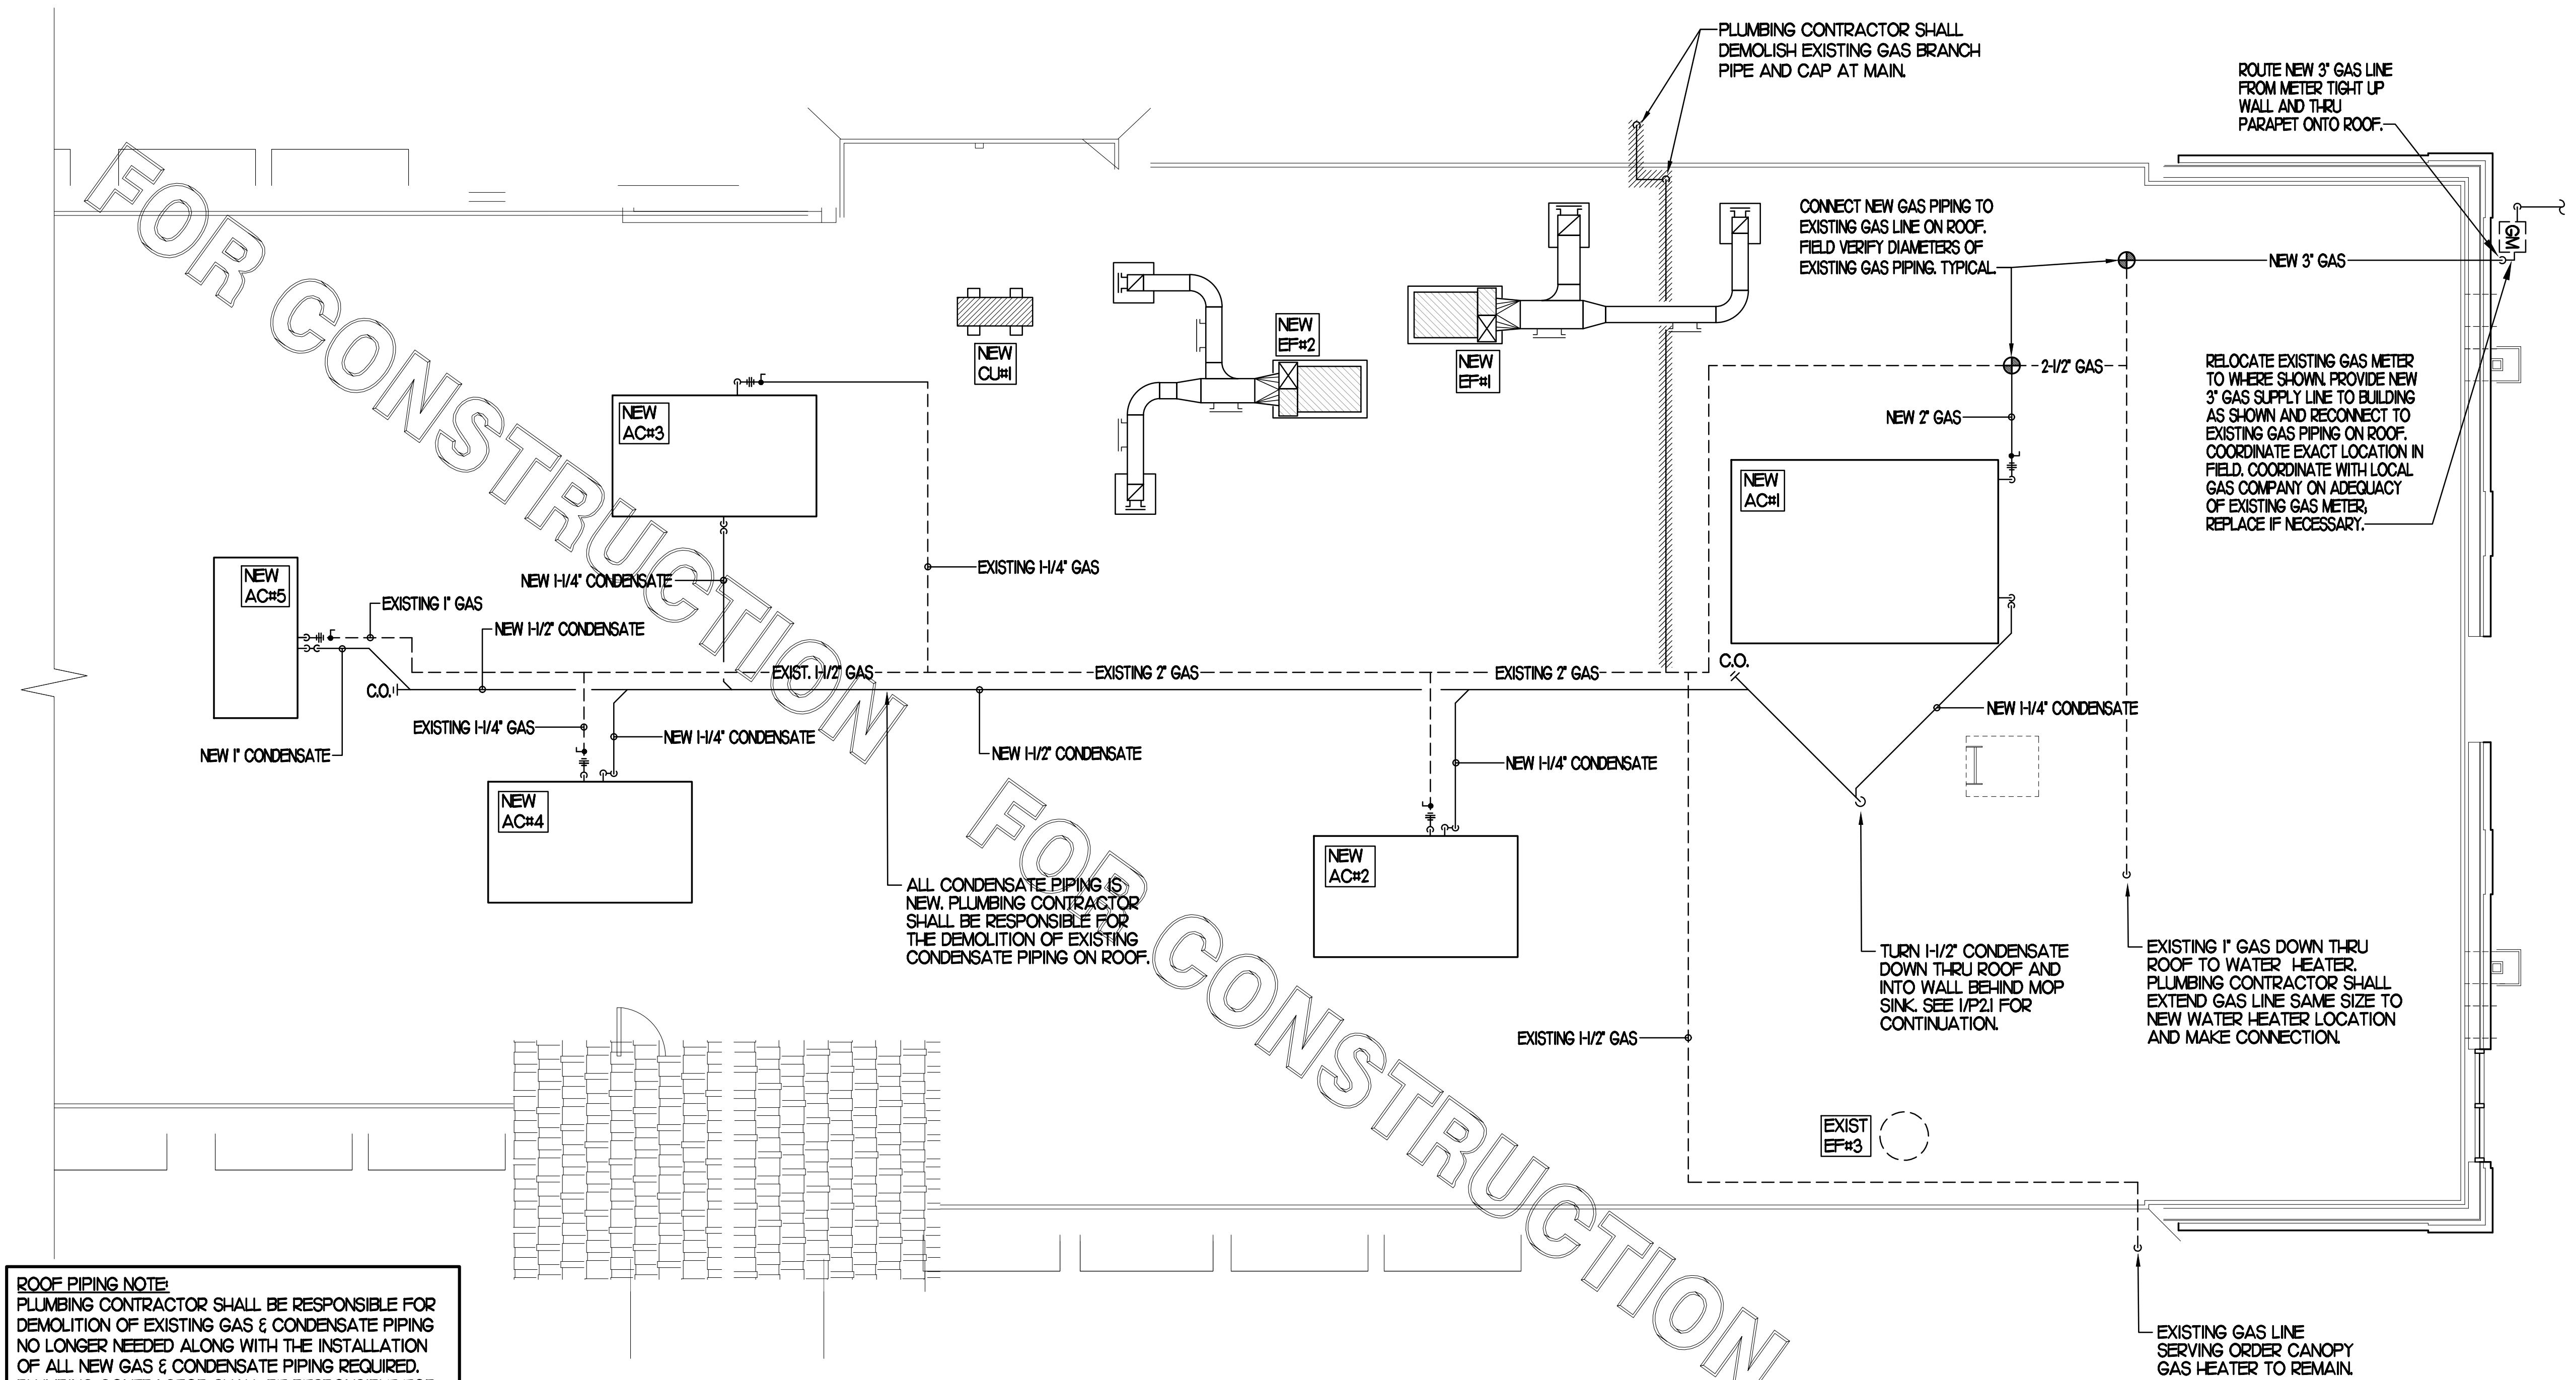 PLUMBING CONTRACTOR SHALL
DEMOLISH EXISTING GAS BRANCH
PIPE AND CAP AT MAIN.
ROUTE NEW 3" GAS LINE
FROM METER TIGHT UP
WALL AND THRU
PARAPET ONTO ROOF.
CONNECT NEW GAS PIPING TO
EXISTING GAS LINE ON ROOF.
FIELD VERIFY DIAMETERS OF
EXISTING GAS PIPING. TYPICAL.
GM
NEW 3" GAS
FOR CONSTRUCTION
NEW
CU#1
NEW
EF#2
NEW
EF#1
2-1/2" GAS
RELOCATE EXISTING GAS METER
TO WHERE SHOWN. PROVIDE NEW
3" GAS SUPPLY LINE TO BUILDING
AS SHOWN AND RECONNECT TO
EXISTING GAS PIPING ON ROOF.
COORDINATE EXACT LOCATION IN
FIELD. COORDINATE WITH LOCAL
GAS COMPANY ON ADEQUACY
OF EXISTING GAS METER;
REPLACE IF NECESSARY.
NEW
AC#3
NEW 2" GAS
NEW
AC#1
NEW
AC#5
NEW 1-1/4" CONDENSATE
EXISTING 1-1/4" GAS
EXISTING 1" GAS
NEW 1-1/2" CONDENSATE
EXIST. 1-1/2" GAS
EXISTING 2" GAS
EXISTING 2" GAS
C.O.
C.O.
NEW 1-1/4" CONDENSATE
EXISTING 1-1/4" GAS
NEW 1-1/4" CONDENSATE
NEW 1" CONDENSATE
NEW 1-1/2" CONDENSATE
NEW 1-1/4" CONDENSATE
NEW
AC#4
NEW
AC#2
FOR CONSTRUCTION
ALL CONDENSATE PIPING IS
NEW. PLUMBING CONTRACTOR
SHALL BE RESPONSIBLE FOR
THE DEMOLITION OF EXISTING
CONDENSATE PIPING ON ROOF.
TURN 1-1/2" CONDENSATE
DOWN THRU ROOF AND
INTO WALL BEHIND MOP
SINK. SEE 1/P2.1 FOR
CONTINUATION.
EXISTING 1" GAS DOWN THRU
ROOF TO WATER HEATER.
PLUMBING CONTRACTOR SHALL
EXTEND GAS LINE SAME SIZE TO
NEW WATER HEATER LOCATION
AND MAKE CONNECTION.
EXISTING 1-1/2" GAS
EXIST
EF#3
ROOF PIPING NOTE:
PLUMBING CONTRACTOR SHALL BE RESPONSIBLE FOR
DEMOLITION OF EXISTING GAS & CONDENSATE PIPING
NO LONGER NEEDED ALONG WITH THE INSTALLATION
OF ALL NEW GAS & CONDENSATE PIPING REQUIRED.
EXISTING GAS LINE
SERVING ORDER CANOPY
GAS HEATER TO REMAIN.